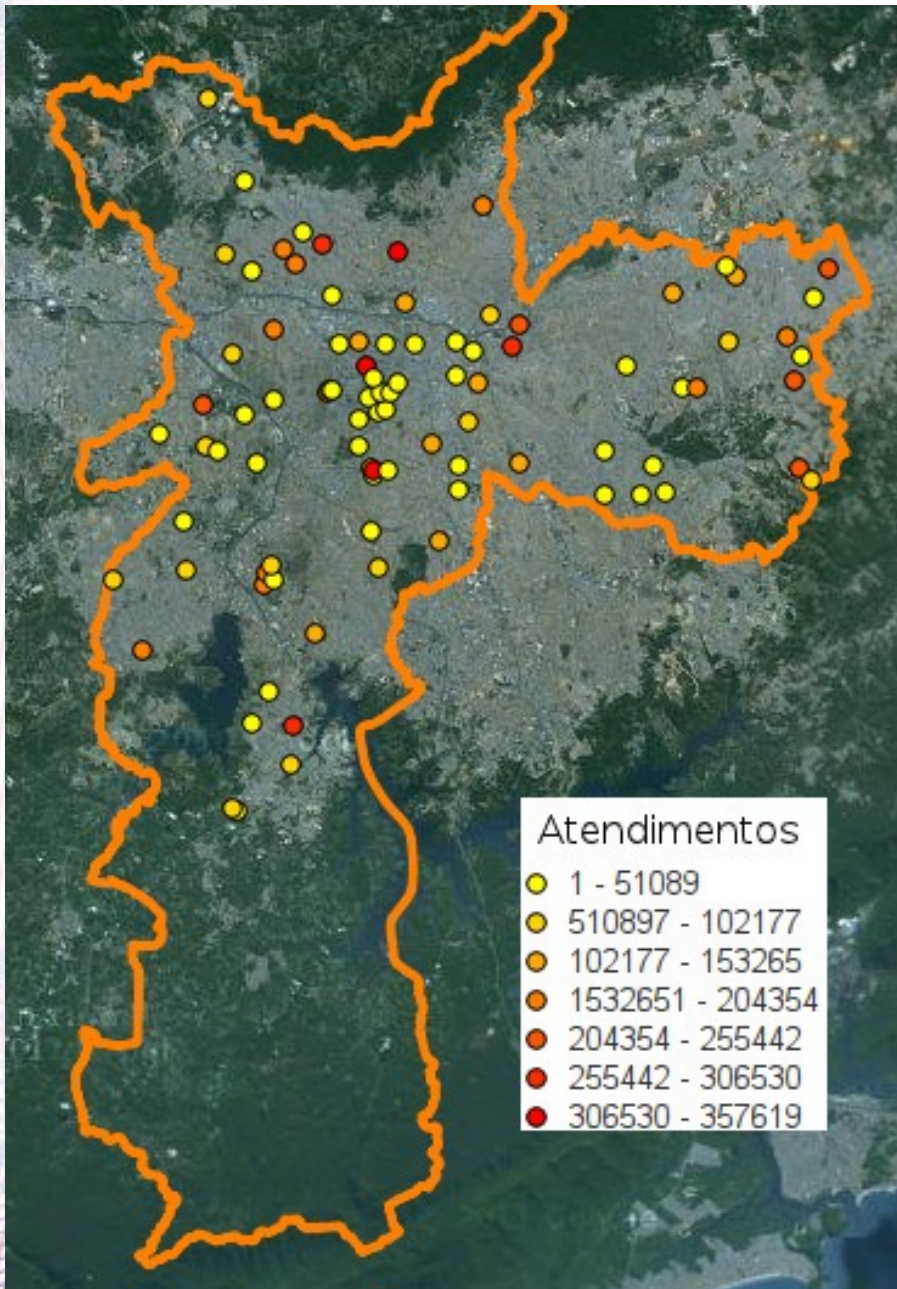 Atendimentos
1 - 51089
510897 - 102177
102177 - 153265
1532651 - 204354
204354 - 255442
255442 - 306530
306530 - 357619